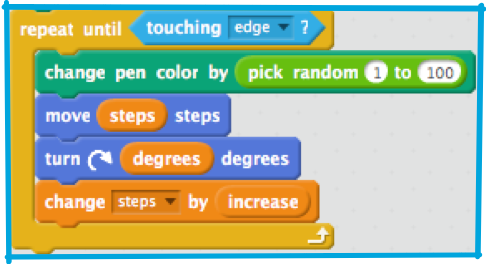 repeat until touching edge ?
change pen color by pick random 1 to 100
move steps steps
turn degrees degrees
change steps by increase